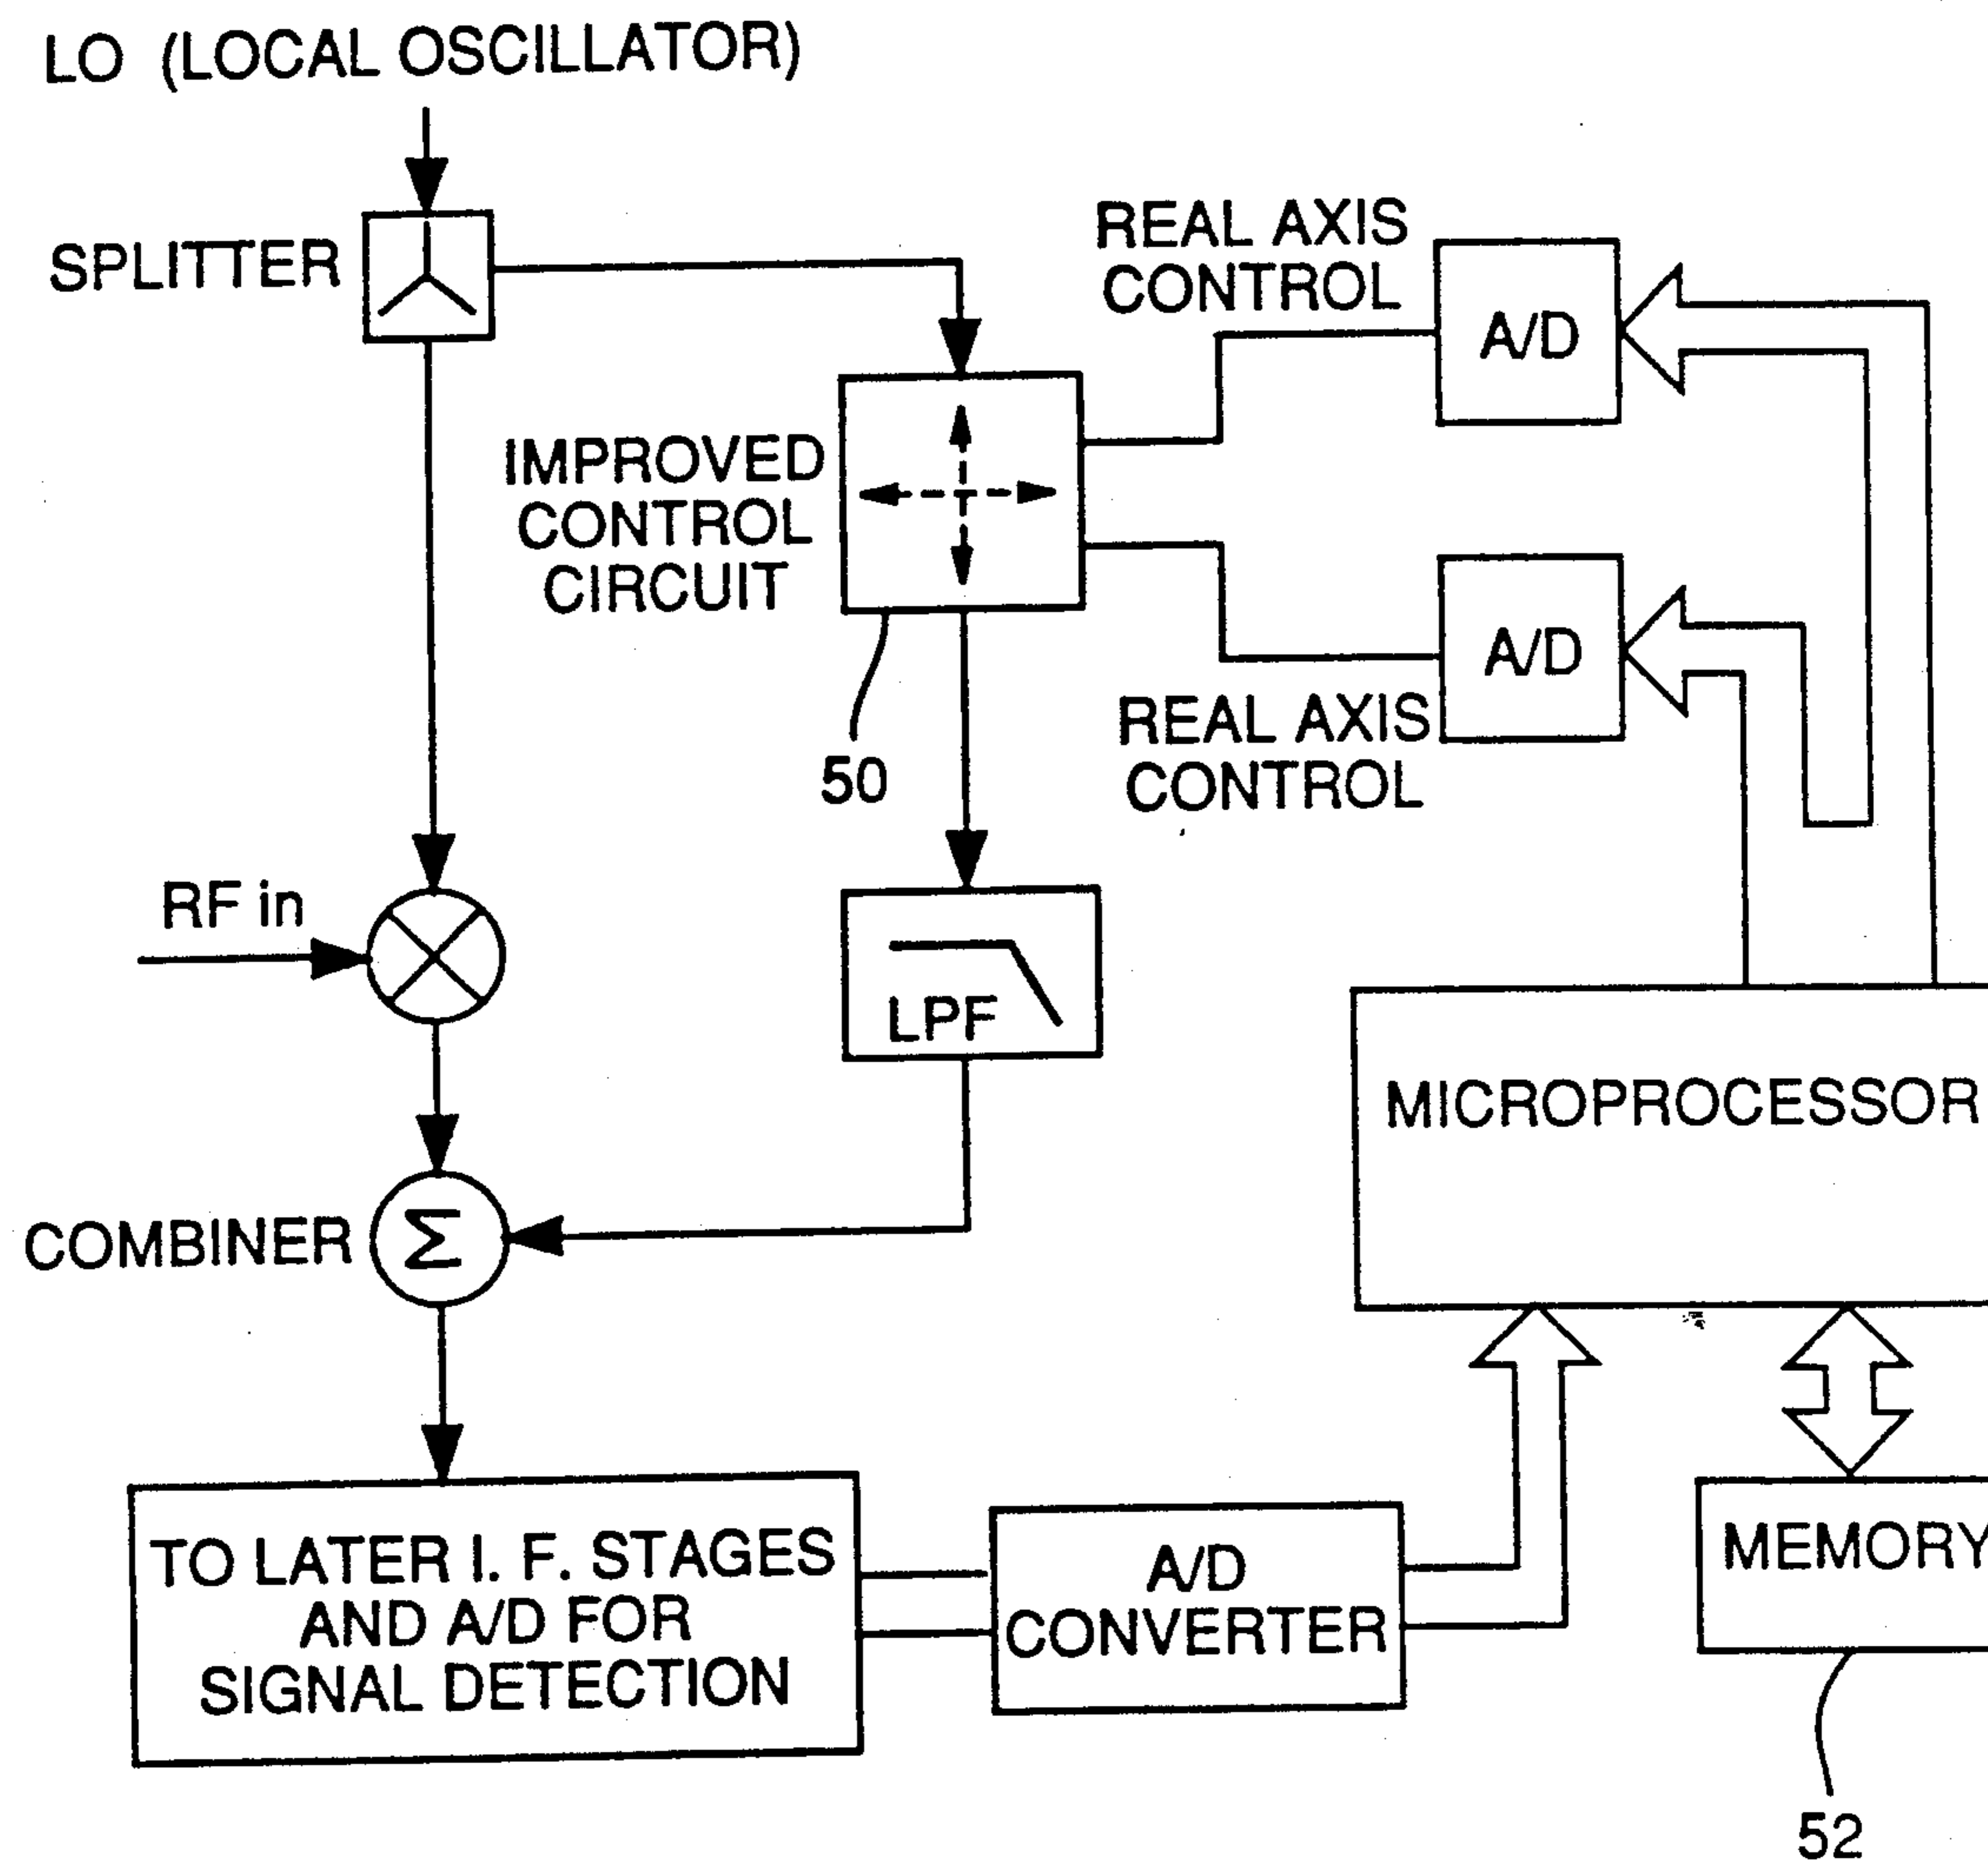 LO (LOCAL OSCILLATOR)
SPLITTER
REAL AXIS
CONTROL
A/D
IMPROVED
CONTROL
CIRCUIT
A/D
REAL AXIS
CONTROL
50
RF in
LPF
MICROPROCESSOR
COMBINER
Σ
TO LATER I. F. STAGES
AND A/D FOR
SIGNAL DETECTION
A/D
CONVERTER
MEMORY
52